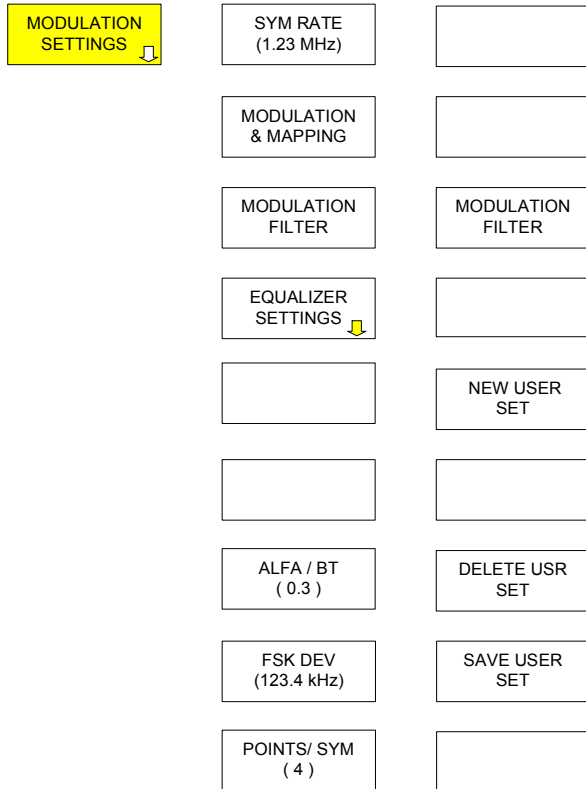 MODULATION
SETTINGS
SYM RATE
(1.23 MHz)
MODULATION
& MAPPING
MODULATION
FILTER
EQUALIZER
SETTINGS
ALFA / BT
( 0.3 )
FSK DEV
(123.4 kHz)
POINTS/ SYM
( 4 )
MODULATION
FILTER
NEW USER
SET
DELETE USR
SET
SAVE USER
SET